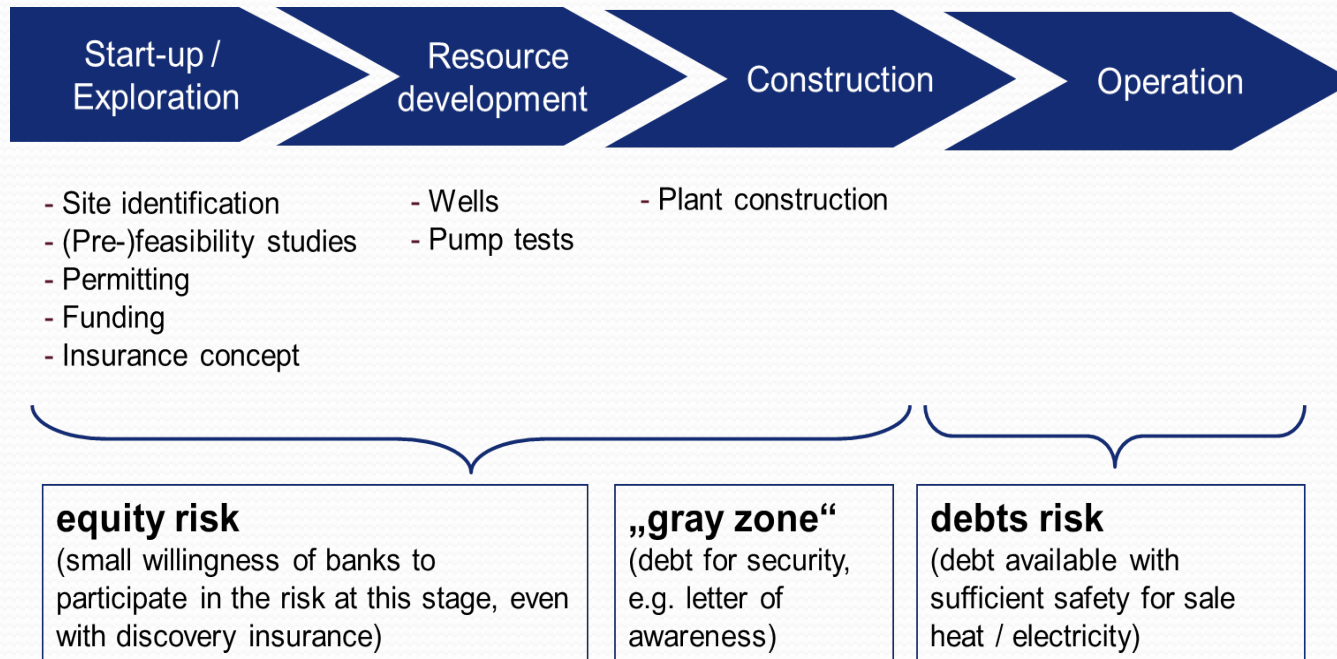 Start-up /
Exploration
Resource
development
Construction
Operation
- Site identification
- (Pre-)feasibility studies
- Permitting
- Funding
- Insurance concept
- Wells
- Pump tests
- Plant construction
equity risk
(small willingness of banks to
participate in the risk at this stage, even
with discovery insurance)
„gray zone“
(debt for security,
e.g. letter of
awareness)
debts risk
(debt available with
sufficient safety for sale
heat / electricity)